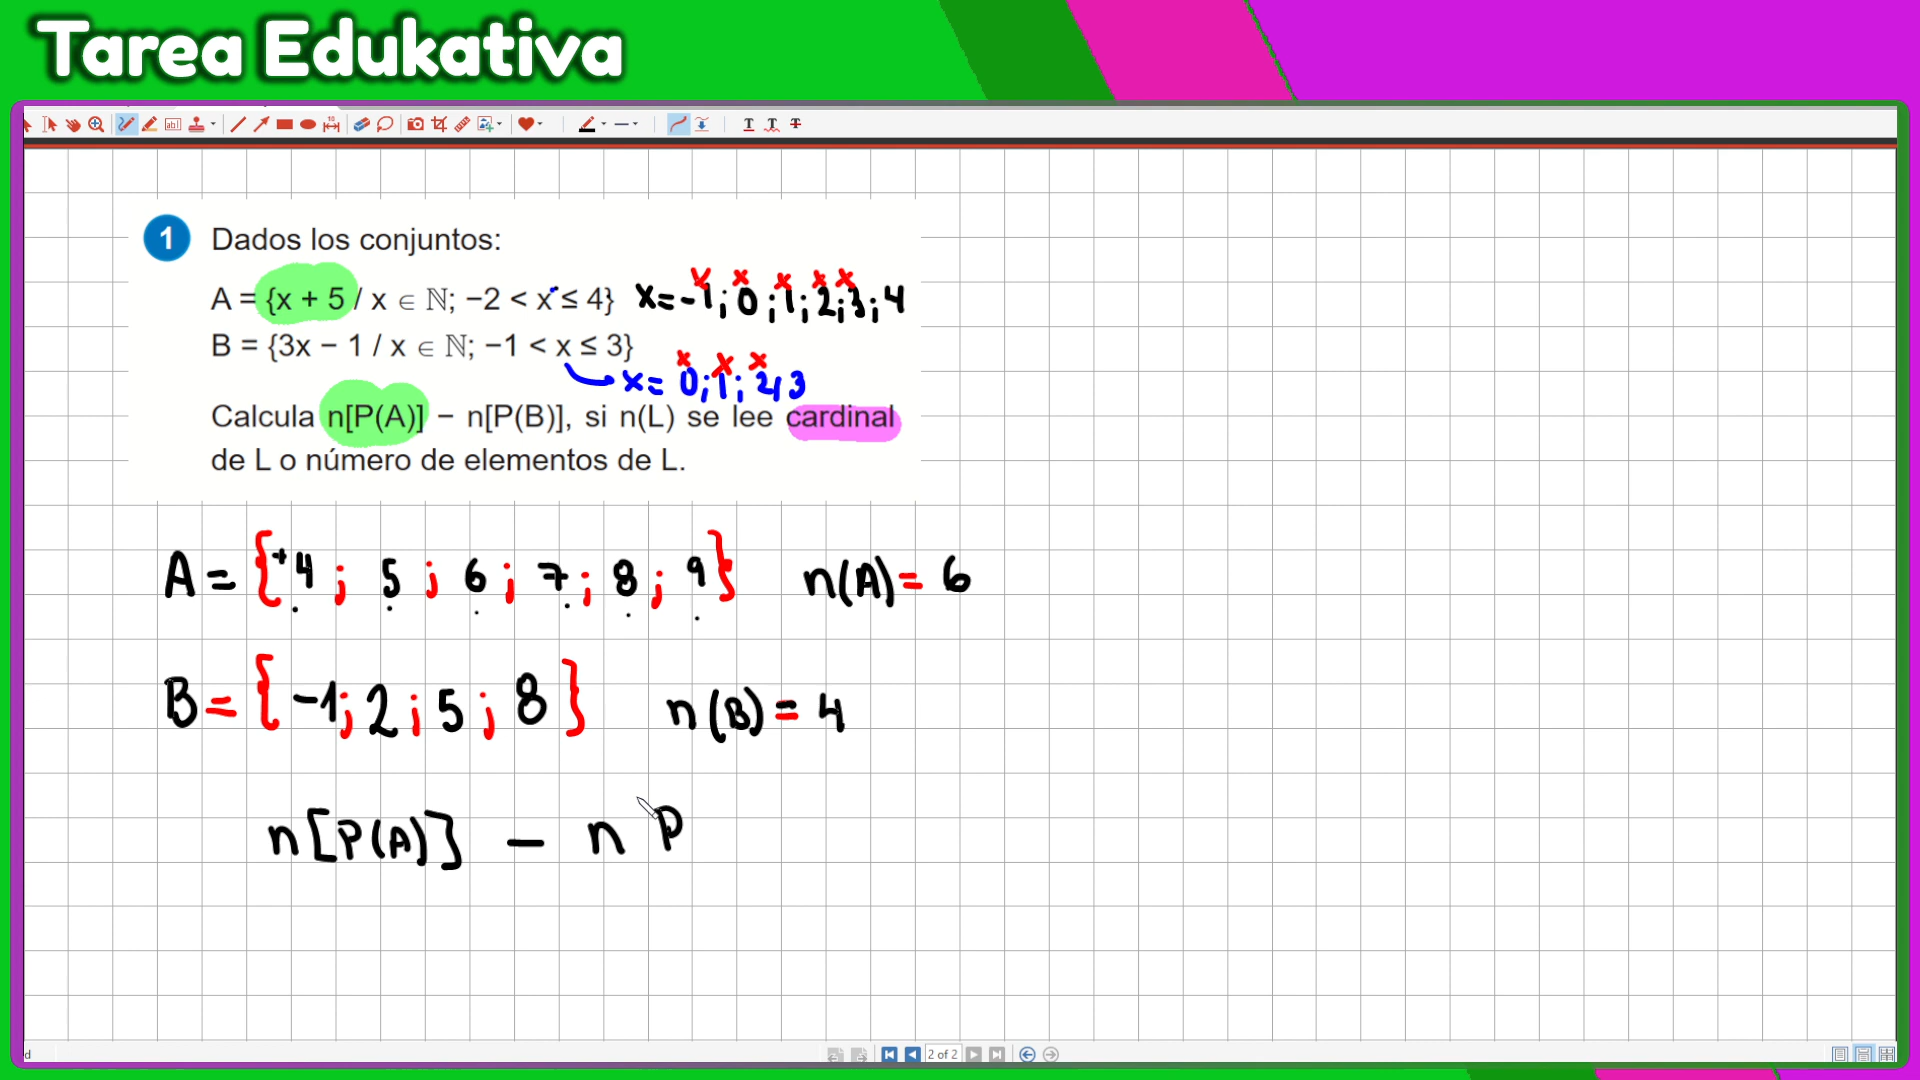 Tarea Edukativa
1 Dados los conjuntos:
A = {x + 5 / x ∈ ℕ; −2 < x ≤ 4} x = -1; 0; 1; 2; 3; 4
B = {3x − 1 / x ∈ ℕ; −1 < x ≤ 3}
x = 0; 1; 2; 3
Calcula n[P(A)] − n[P(B)], si n(L) se lee cardinal
de L o número de elementos de L.
A = {+4; 5; 6; 7; 8; 9} n(A) = 6
B = {-1; 2; 5; 8} n(B) = 4
n[P(A)] - n P
2 of 2